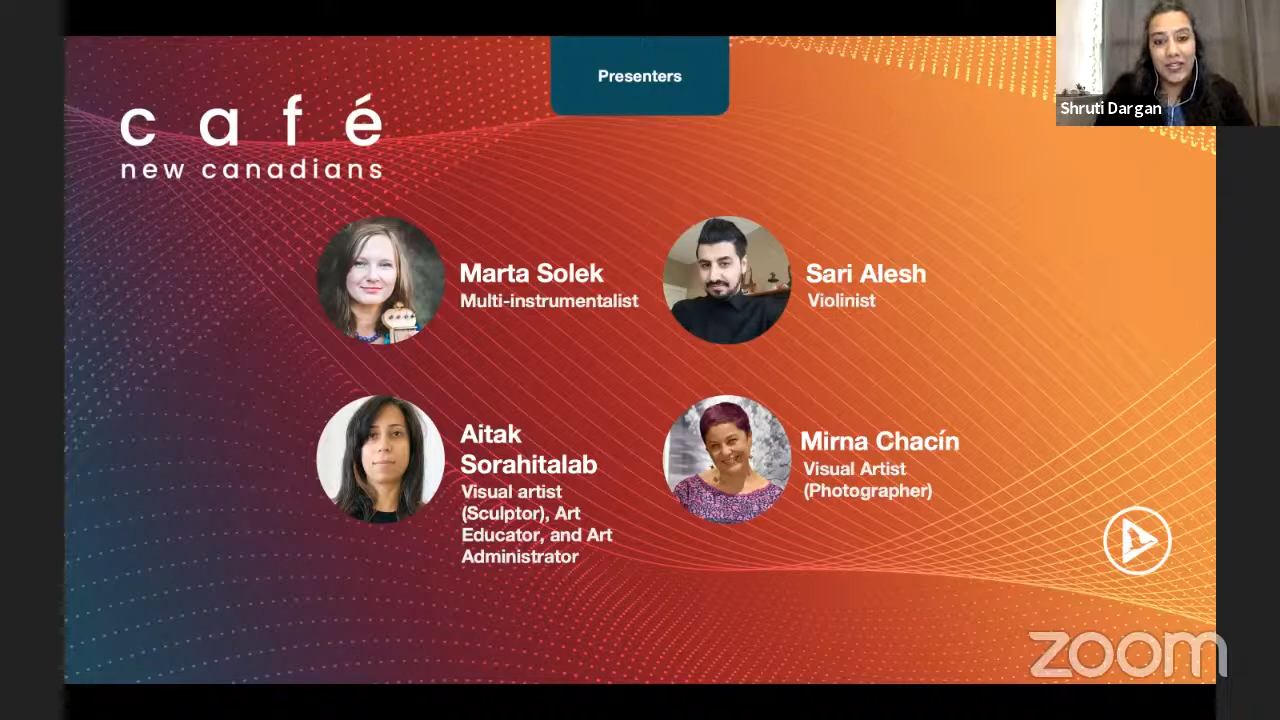 Presenters
Shruti Dargan
café
new canadians
Marta Solek
Multi-instrumentalist
Sari Alesh
Violinist
Aitak
Sorahitalab
Visual artist
(Sculptor), Art
Educator, and Art
Administrator
Mirna Chacín
Visual Artist
(Photographer)
zoom